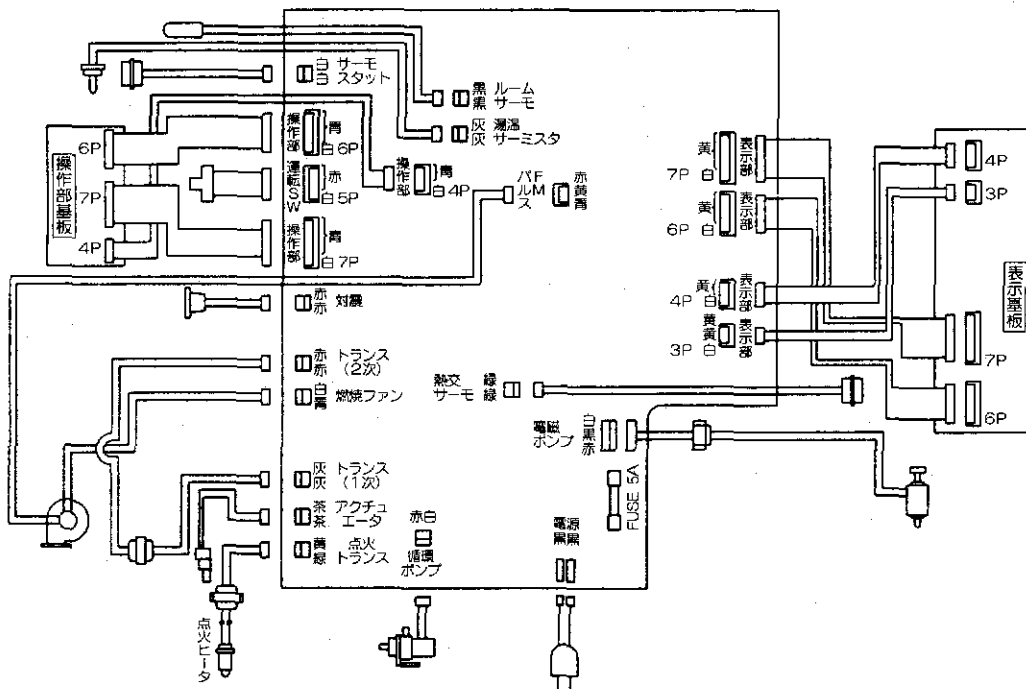 白 サーモ
白 スタット
黒 ルーム
黒 サーモ
灰 湯温
灰 サーミスタ
6P
7P
4P
操作部基板
操作部
青
白 6P
運転SW
赤
白 5P
操作部
青
白 7P
操作部
青
白 4P
パルス
FM
赤
黄
青
黄
7P 白
表示部
黄
6P 白
表示部
黄
4P 白
表示部
黄
黄
3P 白
表示部
4P
3P
表示基板
7P
6P
赤 対震
赤
赤 トランス
赤 (2次)
白 燃焼ファン
青
熱交 緑
サーモ 緑
電磁
ポンプ
白
黒
赤
FUSE 5A
灰 トランス
灰 (1次)
茶 アクチュ
茶 エータ
黄 点火
緑 トランス
赤白
循環
ポンプ
電源
黒黒
点火ヒータ